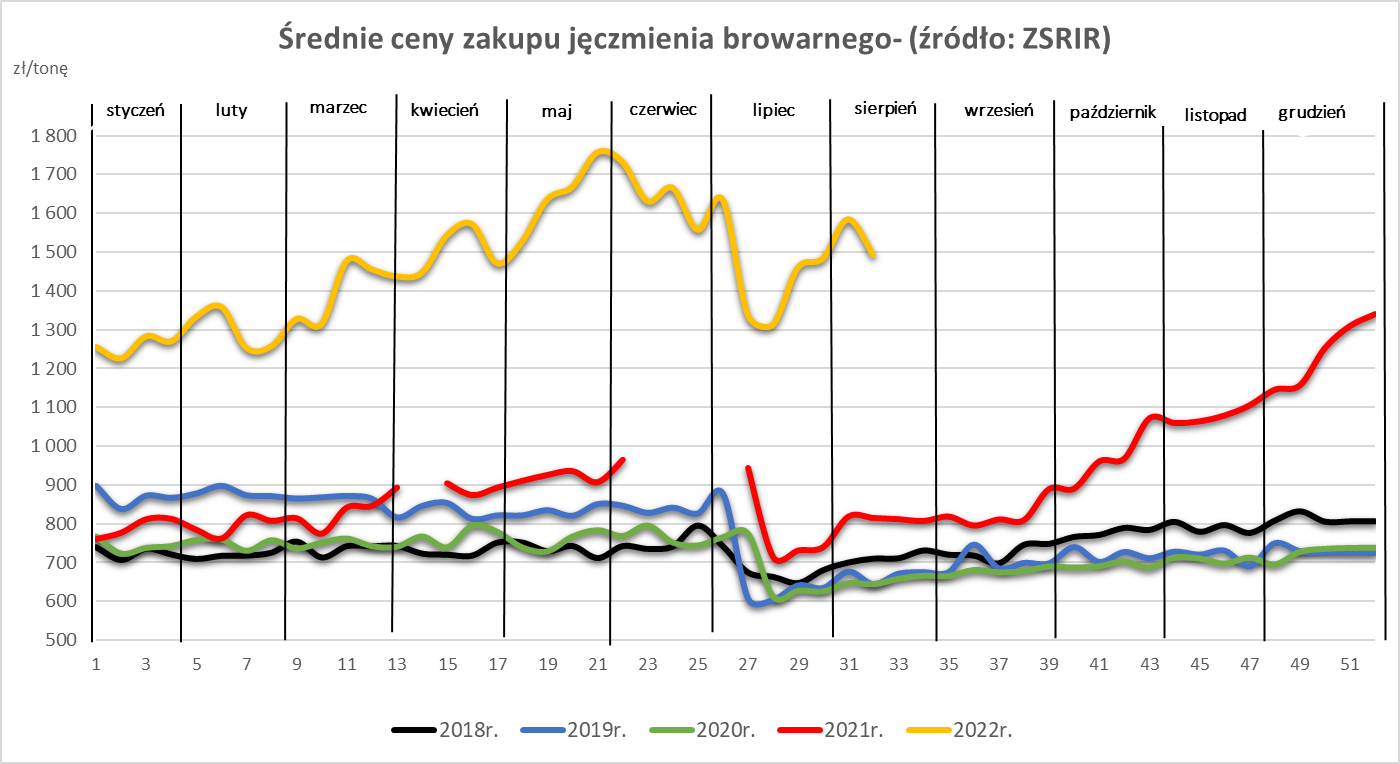 Średnie ceny zakupu jęczmienia browarnego- (źródło: ZSRIR)
zł/tonę
styczeń luty marzec kwiecień maj czerwiec lipiec sierpień wrzesień październik listopad grudzień
1 800
1 700
1 600
1 500
1 400
1 300
1 200
1 100
1 000
900
800
700
600
500
1 3 5 7 9 11 13 15 17 19 21 23 25 27 29 31 33 35 37 39 41 43 45 47 49 51
2018r. 2019r. 2020r. 2021r. 2022r.